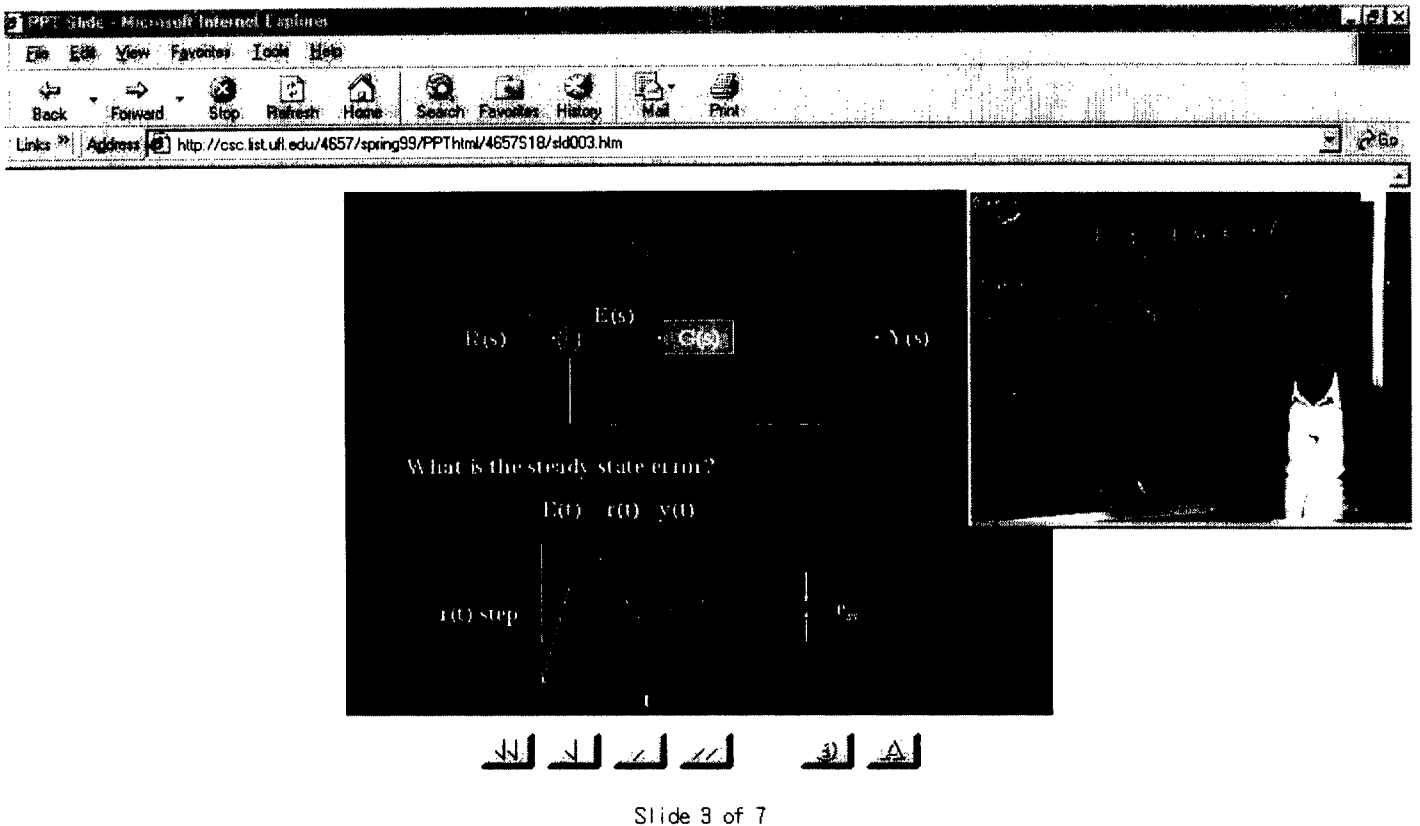 PPT Slide - Microsoft Internet Explorer
File Edit View Favorites Tools Help
Back Forward Stop Refresh Home Search Favorites History Mail Print
Links » Address http://csc.list.ufl.edu/4657/spring99/PPThtml/4657S18/sld003.htm Go
E(s)
R(s) G(s) Y(s)
What is the steady state error?
E(t) r(t) y(t)
r(t) step
e_ss
t
Slide 3 of 7